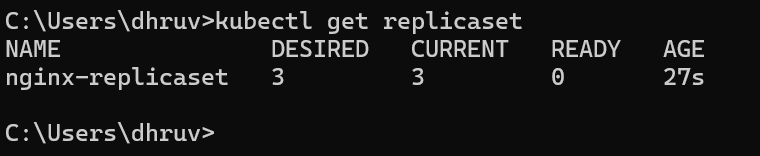 C:\Users\dhruv>kubectl get replicaset
NAME               DESIRED   CURRENT   READY   AGE
nginx-replicaset   3         3         0       27s
C:\Users\dhruv>